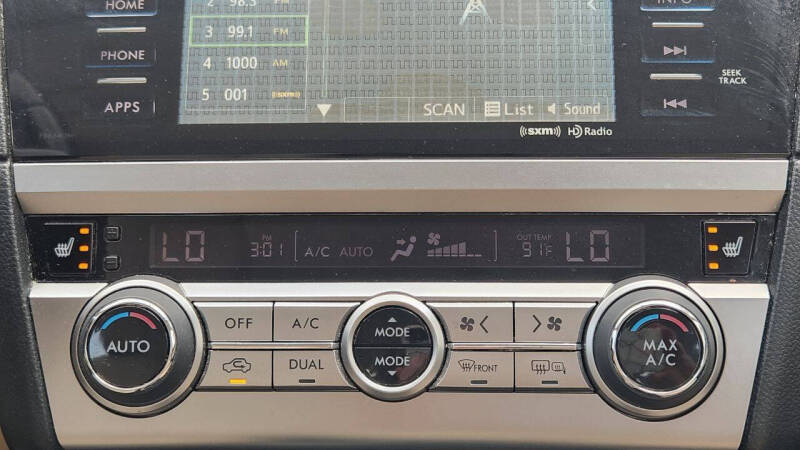 HOME
2 98.3 FM
INFO
3 99.1 FM
PHONE
4 1000 AM
SEEK
TRACK
APPS
5 001 ((sxm))
SCAN List Sound
((sxm)) HD Radio
LO PM 3:01 A/C AUTO OUT TEMP 91°F LO
OFF A/C MODE
AUTO MODE MAX
A/C
DUAL FRONT